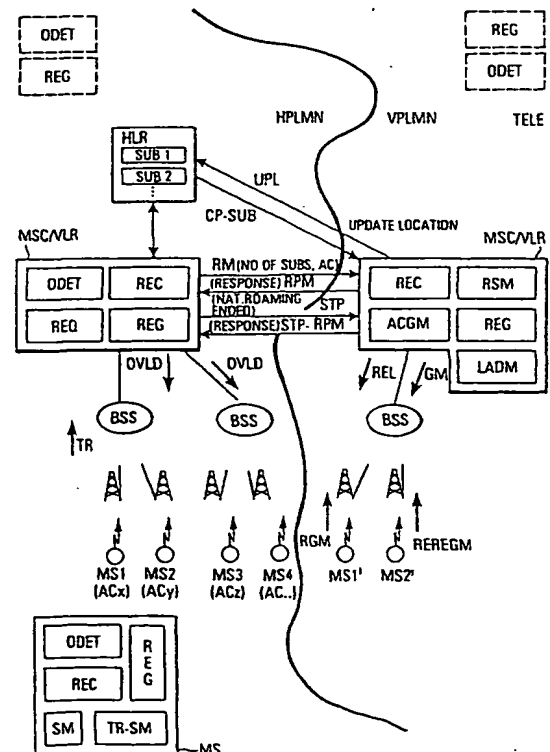 ODET
REG
REG
ODET
HPLMN
VPLMN
TELE
HLR
SUB 1
SUB 2
UPL
CP-SUB
UPDATE LOCATION
MSC/VLR
MSC/VLR
ODET
REC
REQ
REG
RM(NO OF SUBS, AC)
(RESPONSE) RPM
(NAT.ROAMING
ENDED)
STP
(RESPONSE)STP-RPM
REC
RSM
ACGM
REG
LADM
OVLD
OVLD
REL
GM
BSS
BSS
BSS
TR
RGM
REREGM
MS1
(ACx)
MS2
(ACy)
MS3
(ACz)
MS4
(AC..)
MS1'
MS2'
ODET
REG
REC
SM
TR-SM
MS